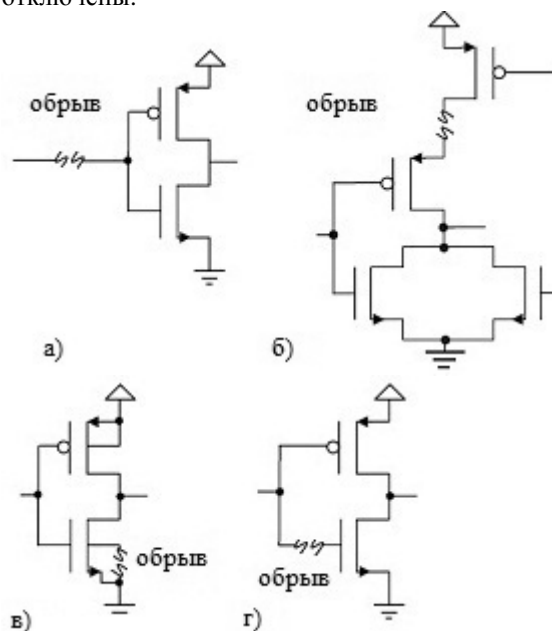 отключены.
обрыв
обрыв
а)
б)
обрыв
обрыв
в)
г)